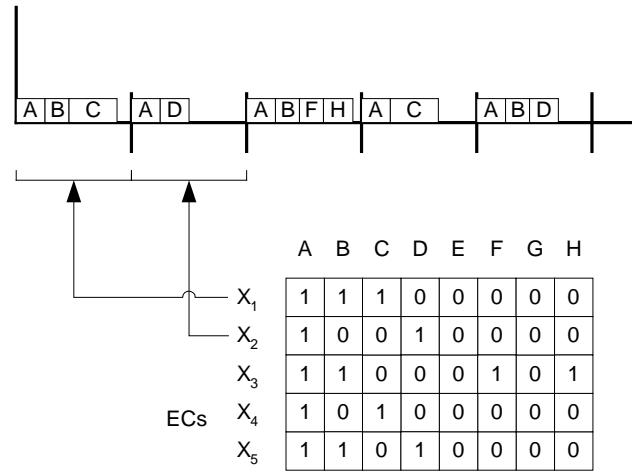 A B C A D A B F H A C A B D
A B C D E F G H
X1 1 1 1 0 0 0 0 0
X2 1 0 0 1 0 0 0 0
X3 1 1 0 0 0 1 0 1
ECs X4 1 0 1 0 0 0 0 0
X5 1 1 0 1 0 0 0 0